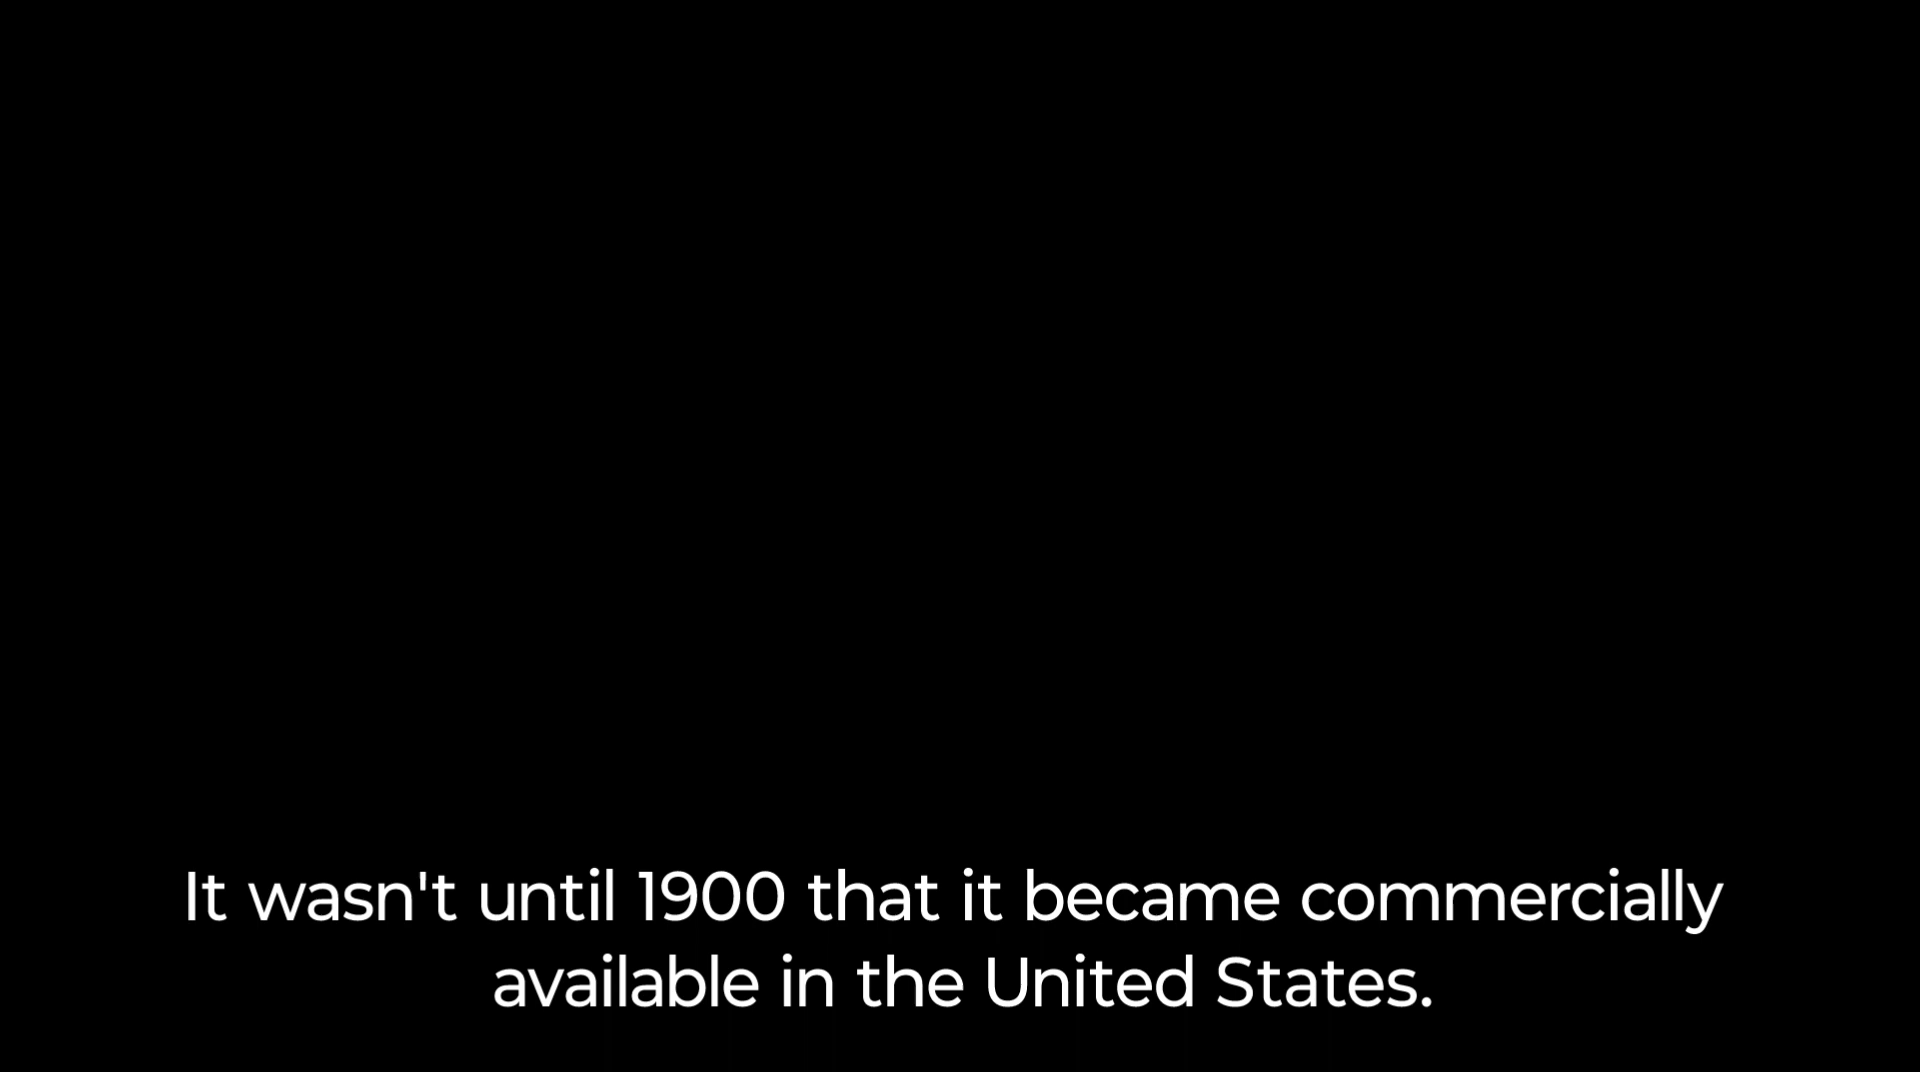 It wasn't until 1900 that it became commercially
available in the United States.